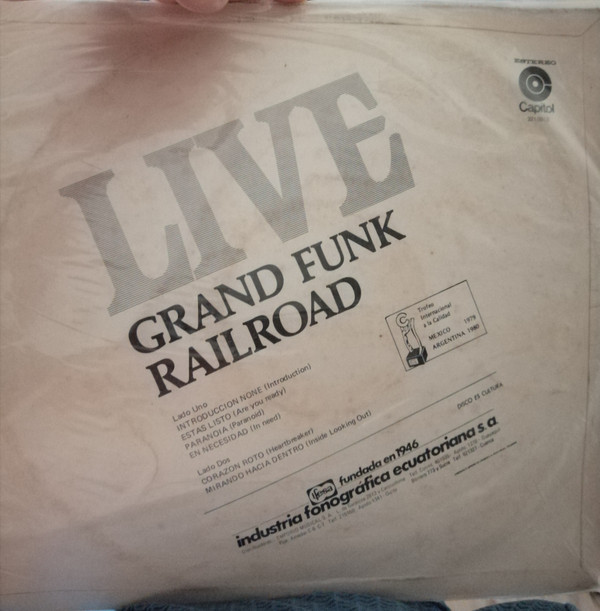 ESTEREO
Capitol
LIVE
GRAND FUNK
RAILROAD
Trofeo
Internacional
a la Calidad
MEXICO 1979
ARGENTINA 1980
Lado Uno
INTRODUCCION NONE (Introduction)
ESTAS LISTO (Are you ready)
PARANOIA (Paranoid)
EN NECESIDAD (In need)
Lado Dos
CORAZON ROTO (Heartbreaker)
MIRANDO HACIA DENTRO (Inside Looking Out)
DISCO ES CULTURA
ifesa fundada en 1946
industria fonográfica ecuatoriana s.a.